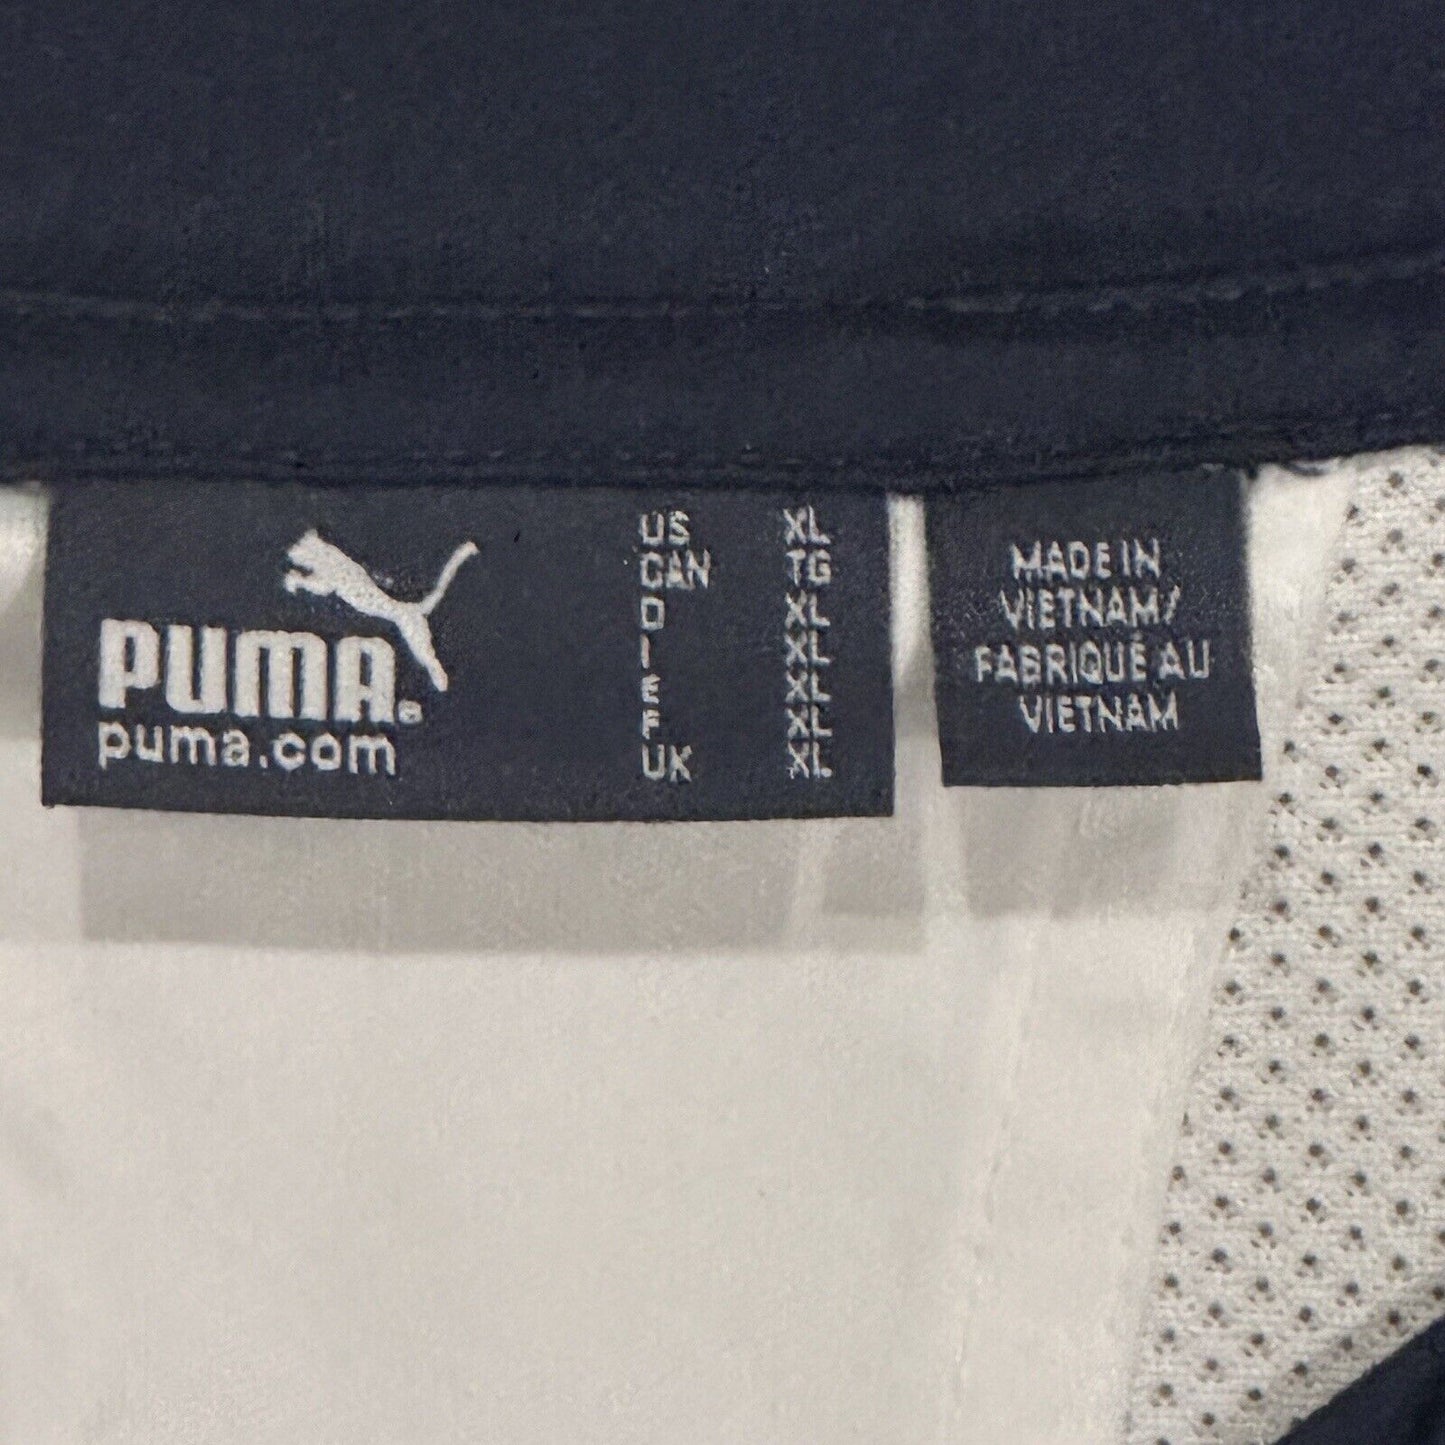 PUMA®
puma.com
US XL
CAN TG
D XL
I XL
E XL
F XL
UK XL
MADE IN
VIETNAM/
FABRIQUÉ AU
VIETNAM